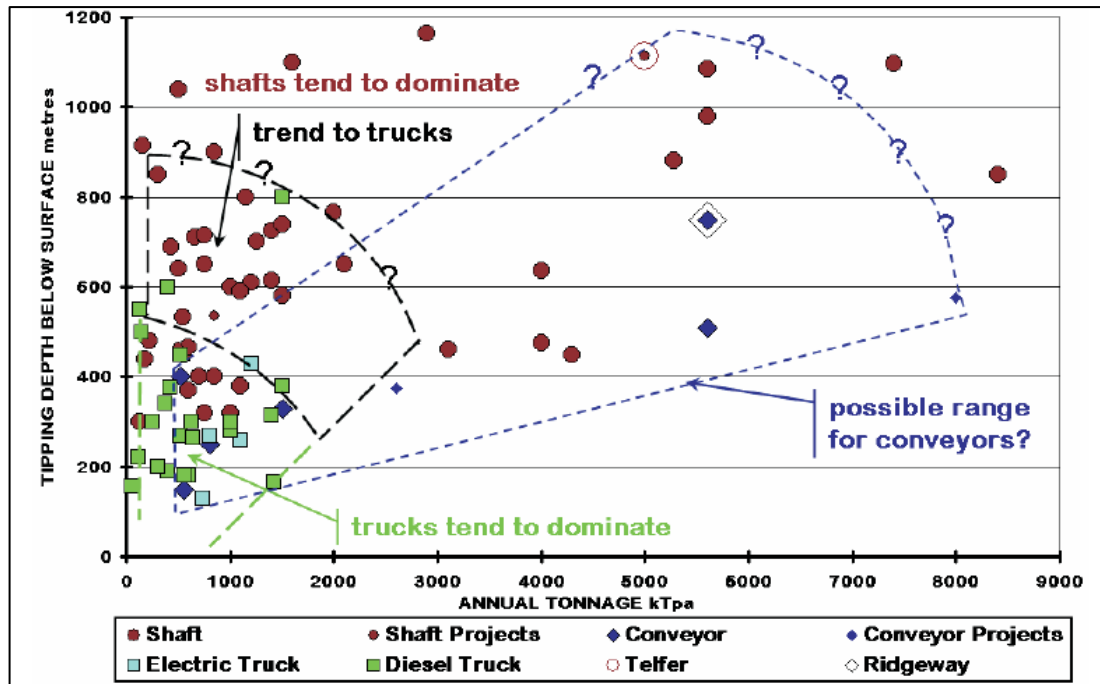 1200
1000
800
600
400
200
0
TIPPING DEPTH BELOW SURFACE metres
shafts tend to dominate
trend to trucks
? ? ?
? ? ? ? ?
possible range
for conveyors?
trucks tend to dominate
0 1000 2000 3000 4000 5000 6000 7000 8000 9000
ANNUAL TONNAGE kTpa
Shaft Shaft Projects Conveyor Conveyor Projects
Electric Truck Diesel Truck Telfer Ridgeway